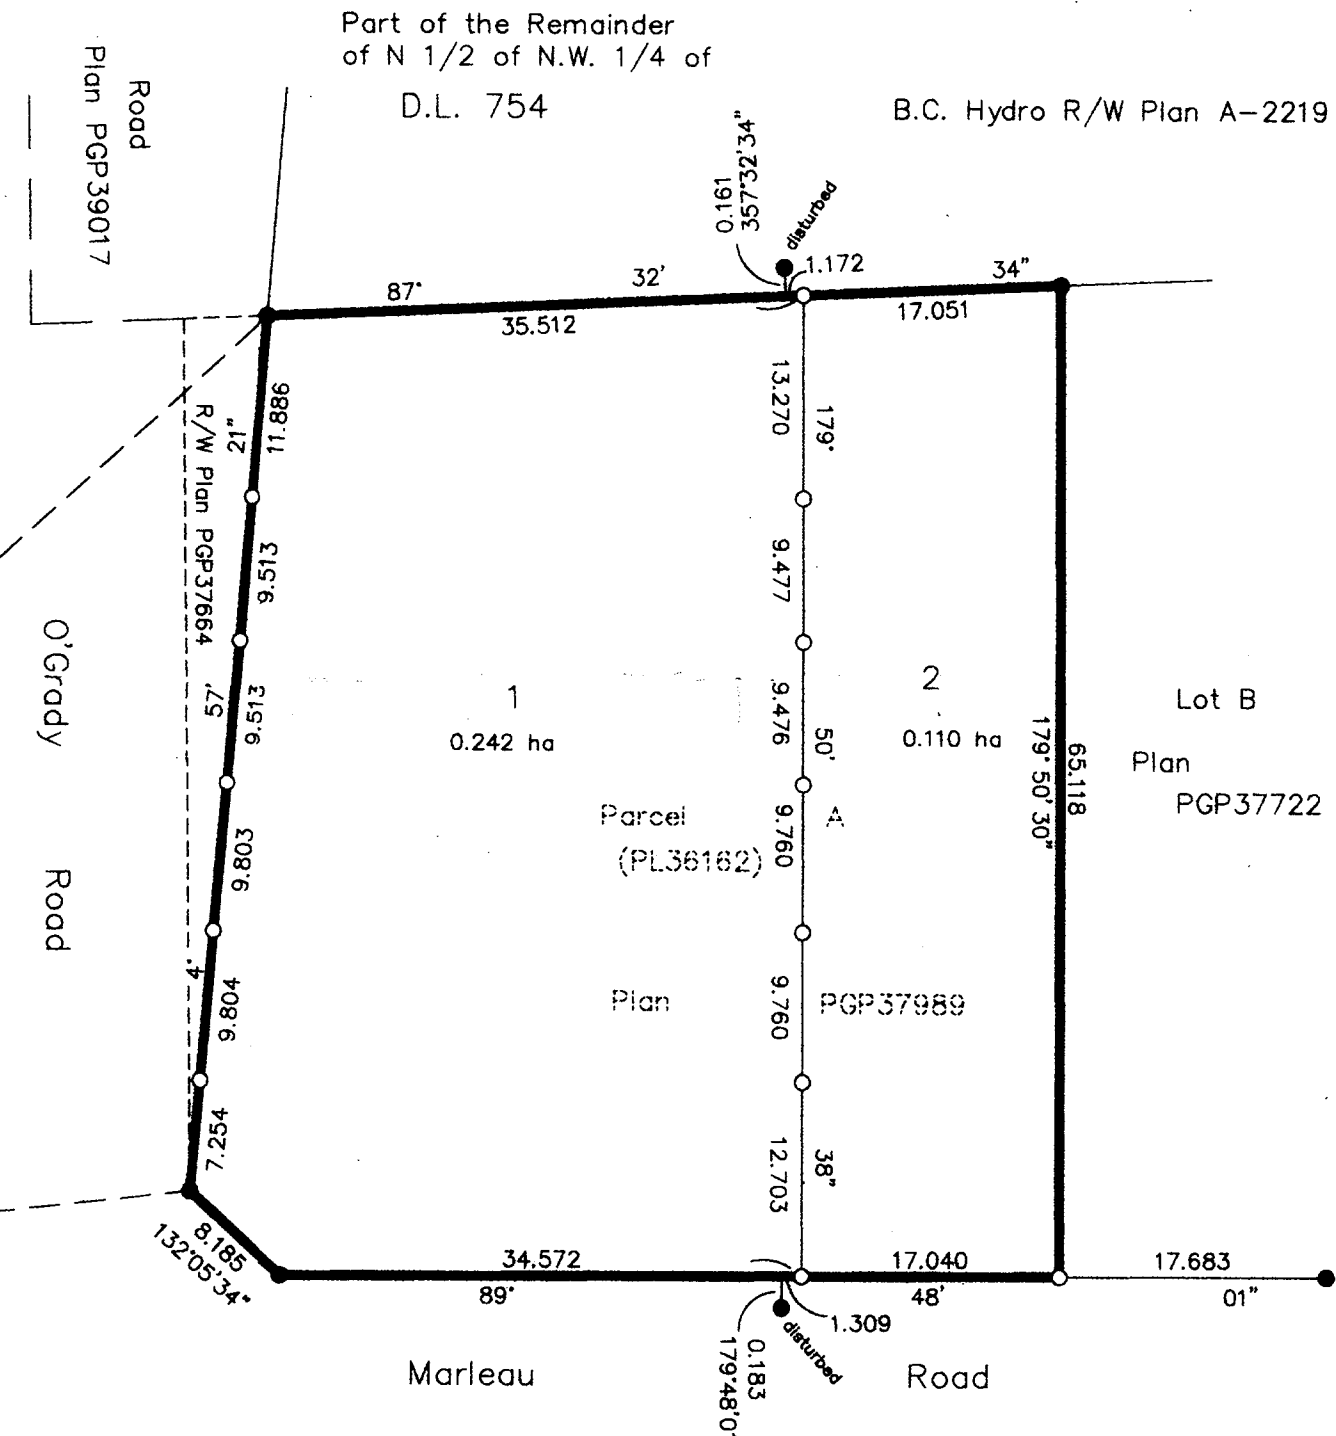 Part of the Remainder
of N 1/2 of N.W. 1/4 of
D.L. 754
B.C. Hydro R/W Plan A-2219
Road
Plan PGP39017
0.161
357°32'34"
disturbed
1.172
87°
32'
34"
35.512
17.051
11.886
21"
R/W Plan PGP37664
13.270
179°
9.513
9.477
O'Grady
Road
57'
9.513
9.476
50'
1
0.242 ha
2
0.110 ha
179° 50' 30"
65.118
Lot B
Plan
PGP37722
Parcel
A
(PL36162)
9.803
9.760
4°
9.804
Plan
PGP37989
9.760
7.254
12.703
38"
8.185
132°05'34"
34.572
17.040
17.683
89°
48'
01"
1.309
disturbed
0.183
179°48'0
Marleau
Road